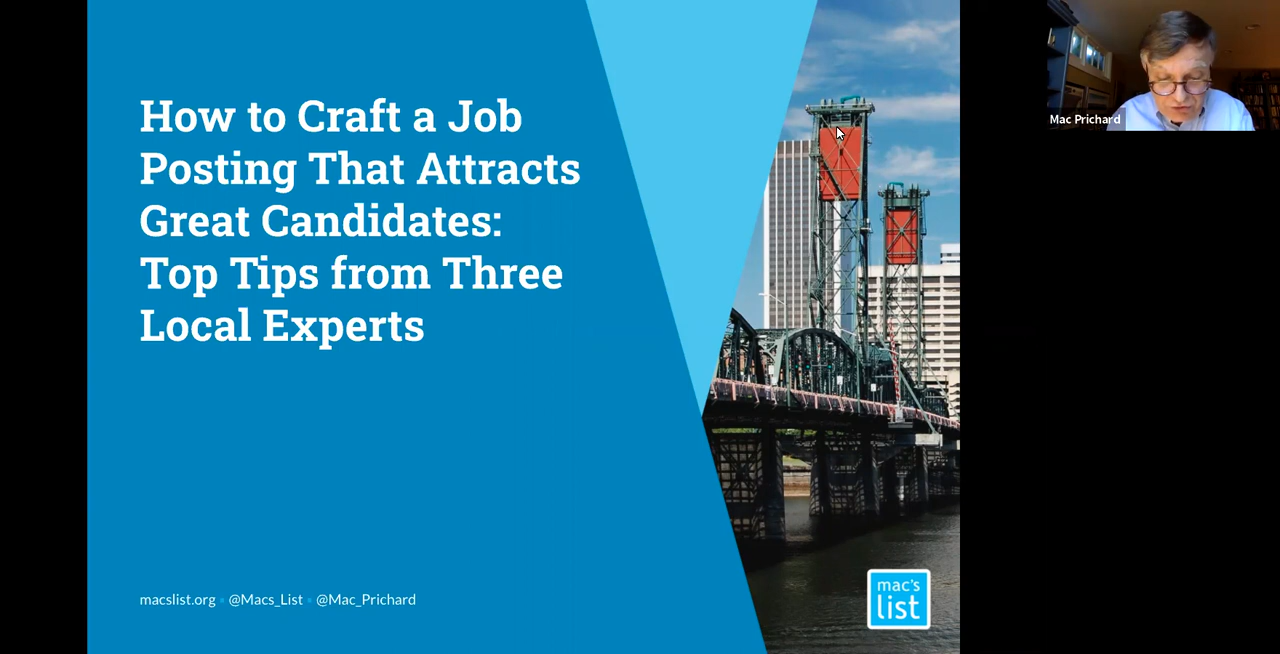 How to Craft a Job
Posting That Attracts
Great Candidates:
Top Tips from Three
Local Experts
macslist.org • @Macs_List • @Mac_Prichard
mac's
list
Mac Prichard